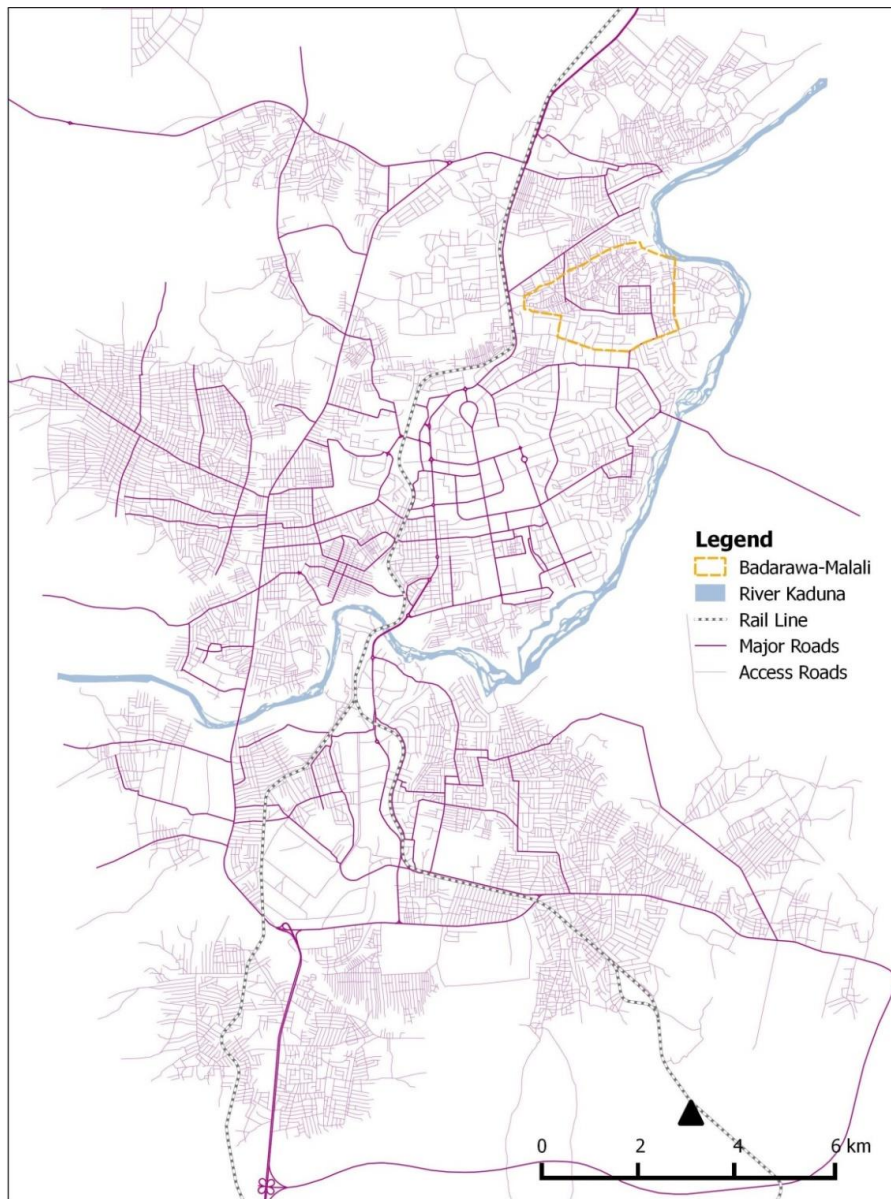 Legend
Badarawa-Malali
River Kaduna
Rail Line
Major Roads
Access Roads
0 2 4 6 km